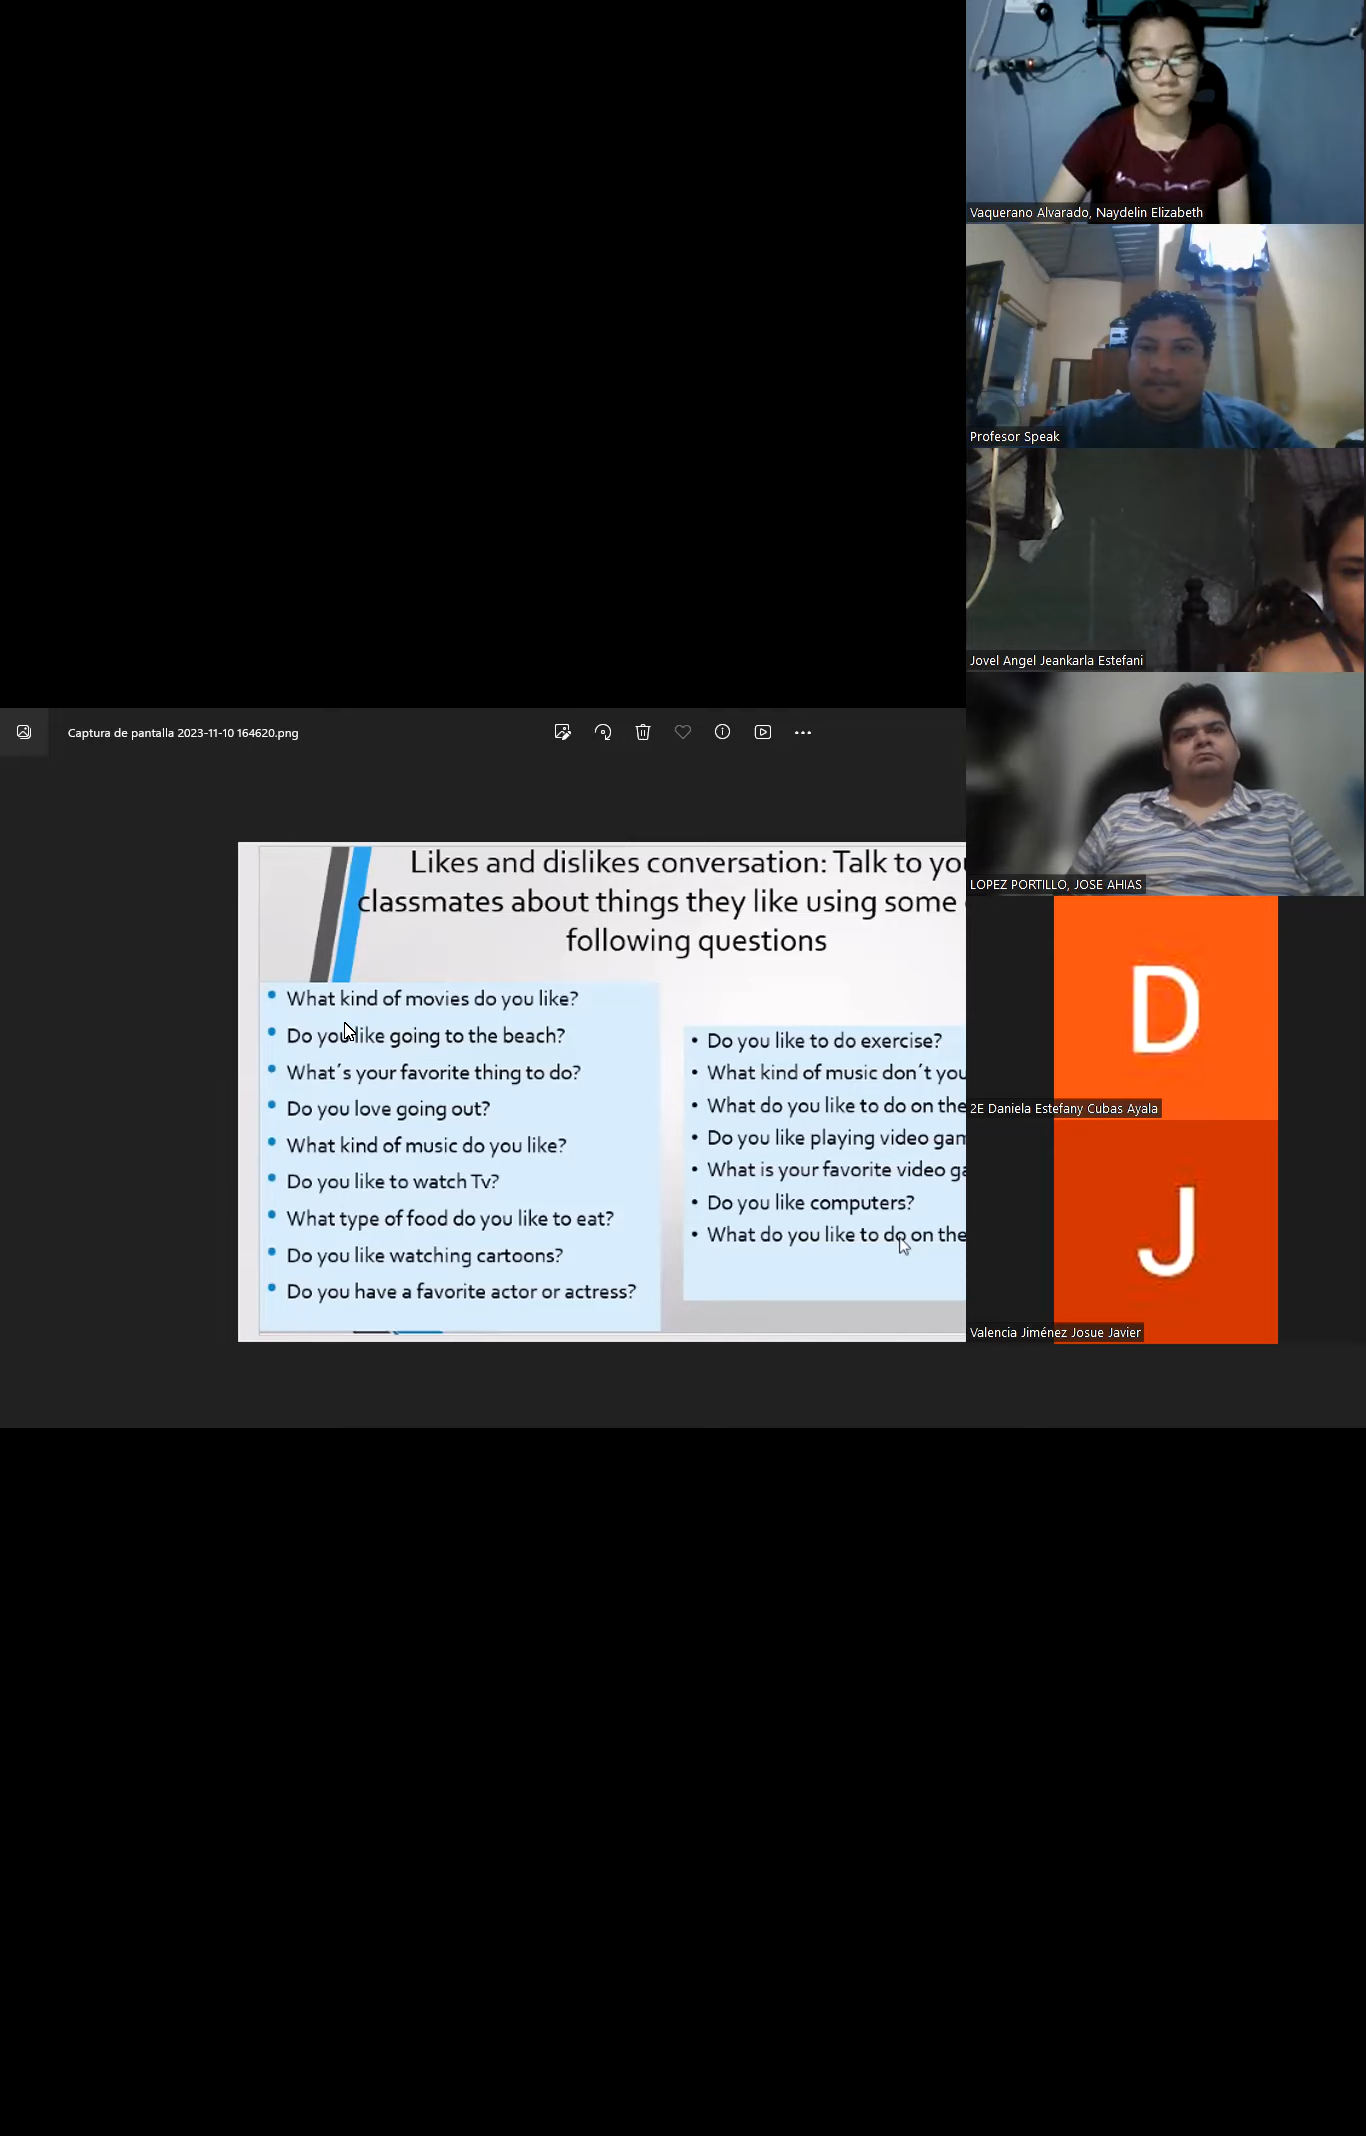 Vaquerano Alvarado, Naydelin Elizabeth
Profesor Speak
Jovel Angel Jeankarla Estefani
LOPEZ PORTILLO, JOSE AHIAS
D
2E Daniela Estefany Cubas Ayala
J
Valencia Jiménez Josue Javier
Captura de pantalla 2023-11-10 164620.png
Likes and dislikes conversation: Talk to
classmates about things they like using some
following questions
What kind of movies do you like?
Do you like going to the beach?
What´s your favorite thing to do?
Do you love going out?
What kind of music do you like?
Do you like to watch Tv?
What type of food do you like to eat?
Do you like watching cartoons?
Do you have a favorite actor or actress?
Do you like to do exercise?
What kind of music don´t you
What do you like to do on the
Do you like playing video
What is your favorite video
Do you like computers?
What do you like to do on the